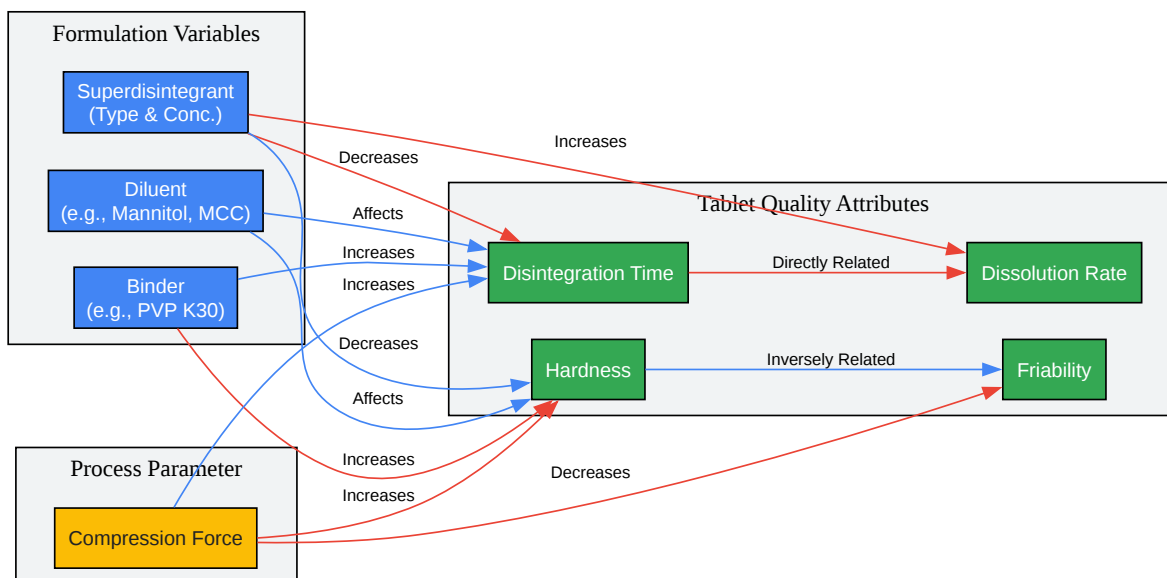 Formulation Variables
Superdisintegrant
(Type & Conc.)
Diluent
(e.g., Mannitol, MCC)
Binder
(e.g., PVP K30)
Process Parameter
Compression Force
Increases
Decreases
Affects
Increases
Increases
Decreases
Affects
Increases
Increases
Decreases
Tablet Quality Attributes
Disintegration Time
Directly Related
Dissolution Rate
Hardness
Inversely Related
Friability